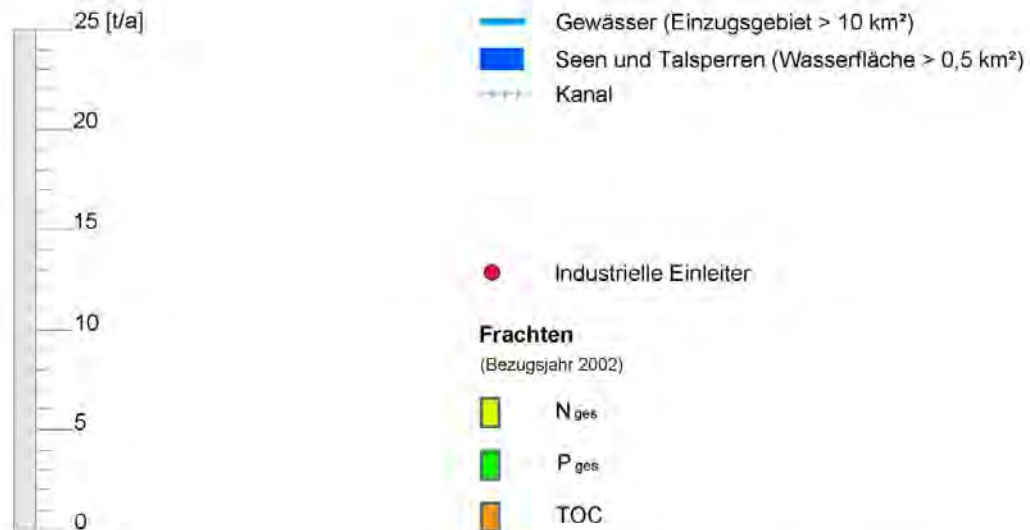 25 [t/a]
20
15
10
5
0
Gewässer (Einzugsgebiet > 10 km²)
Seen und Talsperren (Wasserfläche > 0,5 km²)
Kanal
Industrielle Einleiter
Frachten
(Bezugsjahr 2002)
N ges
P ges
TOC